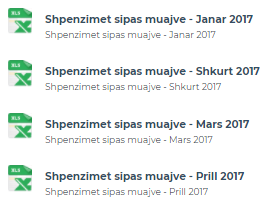 XLS
Shpenzimet sipas muajve - Janar 2017
Shpenzimet sipas muajve - Janar 2017
XLS
Shpenzimet sipas muajve - Shkurt 2017
Shpenzimet sipas muajve - Shkurt 2017
XLS
Shpenzimet sipas muajve - Mars 2017
Shpenzimet sipas muajve - Mars 2017
XLS
Shpenzimet sipas muajve - Prill 2017
Shpenzimet sipas muajve - Prill 2017